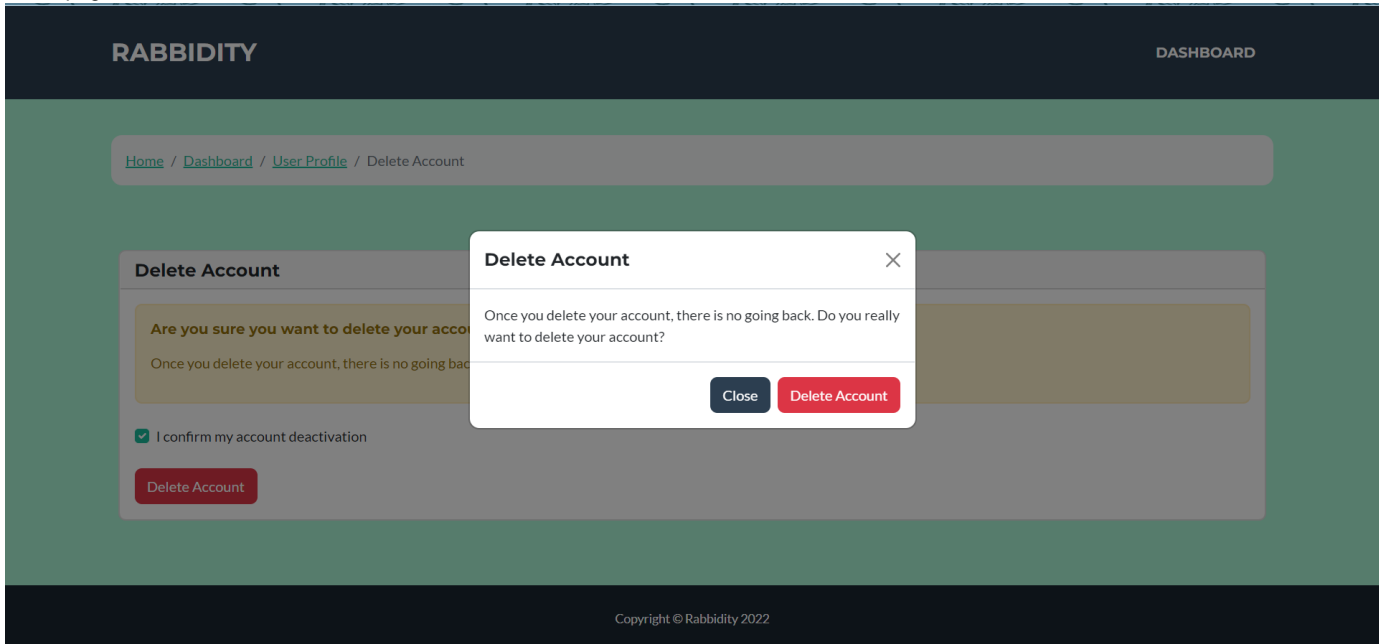 RABBIDITY
DASHBOARD
Home / Dashboard / User Profile / Delete Account
Delete Account
Are you sure you want to delete your
Once you delete your account, there is no going
I confirm my account deactivation
Delete Account
Delete Account
Once you delete your account, there is no going back. Do you really
want to delete your account?
Close
Delete Account
Copyright © Rabbidity 2022